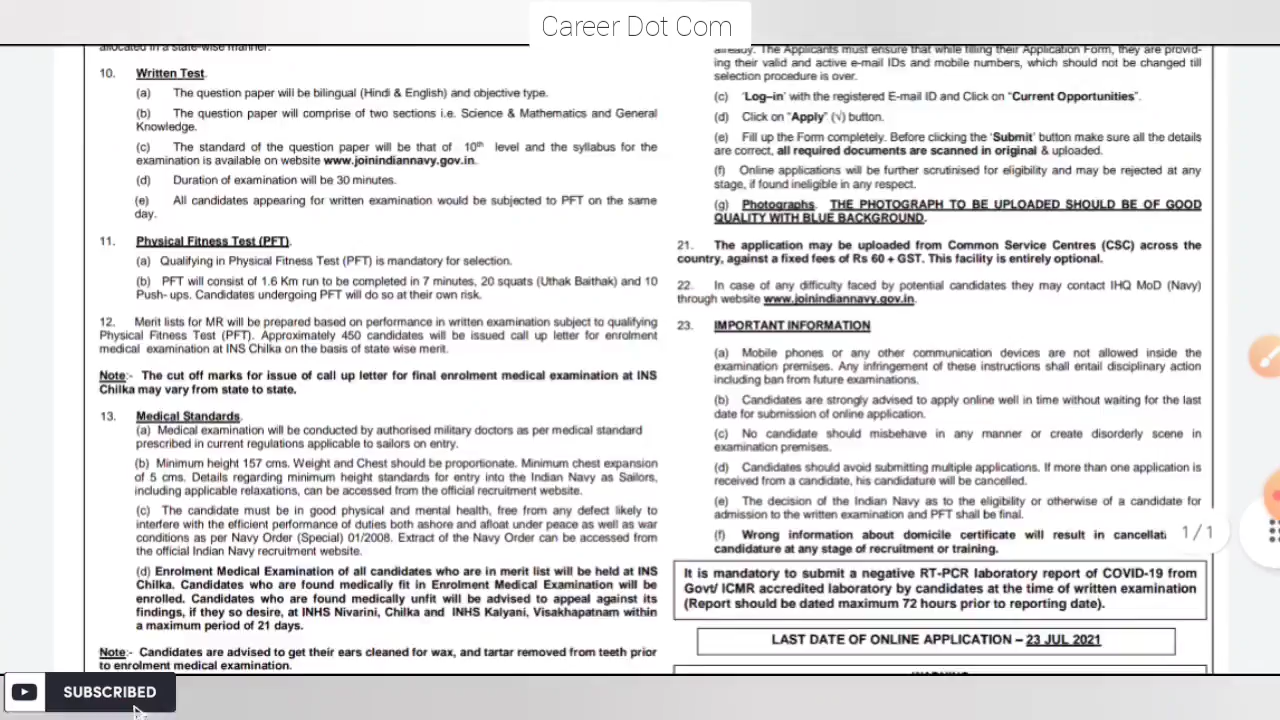 Career Dot Com
allocated in a state-wise manner.
10. Written Test.
(a) The question paper will be bilingual (Hindi & English) and objective type.
(b) The question paper will comprise of two sections i.e. Science & Mathematics and General
Knowledge.
(c) The standard of the question paper will be that of 10th level and the syllabus for the
examination is available on website www.joinindiannavy.gov.in.
(d) Duration of examination will be 30 minutes.
(e) All candidates appearing for written examination would be subjected to PFT on the same
day.
11. Physical Fitness Test (PFT).
(a) Qualifying in Physical Fitness Test (PFT) is mandatory for selection.
(b) PFT will consist of 1.6 Km run to be completed in 7 minutes, 20 squats (Uthak Baithak) and 10
Push- ups. Candidates undergoing PFT will do so at their own risk.
12. Merit lists for MR will be prepared based on performance in written examination subject to qualifying
Physical Fitness Test (PFT). Approximately 450 candidates will be issued call up letter for enrolment
medical examination at INS Chilka on the basis of state wise merit.
Note:- The cut off marks for issue of call up letter for final enrolment medical examination at INS
Chilka may vary from state to state.
13. Medical Standards.
(a) Medical examination will be conducted by authorised military doctors as per medical standard
prescribed in current regulations applicable to sailors on entry.
(b) Minimum height 157 cms. Weight and Chest should be proportionate. Minimum chest expansion
of 5 cms. Details regarding minimum height standards for entry into the Indian Navy as Sailors,
including applicable relaxations, can be accessed from the official recruitment website.
(c) The candidate must be in good physical and mental health, free from any defect likely to
interfere with the efficient performance of duties both ashore and afloat under peace as well as war
conditions as per Navy Order (Special) 01/2008. Extract of the Navy Order can be accessed from
the official Indian Navy recruitment website.
(d) Enrolment Medical Examination of all candidates who are in merit list will be held at INS
Chilka. Candidates who are found medically fit in Enrolment Medical Examination will be
enrolled. Candidates who are found medically unfit will be advised to appeal against its
findings, if they so desire, at INHS Nivarini, Chilka and INHS Kalyani, Visakhapatnam within
a maximum period of 21 days.
Note:- Candidates are advised to get their ears cleaned for wax, and tartar removed from teeth prior
to enrolment medical examination.
already. The Applicants must ensure that while filling their Application Form, they are provid-
ing their valid and active e-mail IDs and mobile numbers, which should not be changed till
selection procedure is over.
(c) 'Log–in' with the registered E-mail ID and Click on "Current Opportunities".
(d) Click on "Apply" (√) button.
(e) Fill up the Form completely. Before clicking the 'Submit' button make sure all the details
are correct, all required documents are scanned in original & uploaded.
(f) Online applications will be further scrutinised for eligibility and may be rejected at any
stage, if found ineligible in any respect.
(g) Photographs. THE PHOTOGRAPH TO BE UPLOADED SHOULD BE OF GOOD
QUALITY WITH BLUE BACKGROUND.
21. The application may be uploaded from Common Service Centres (CSC) across the
country, against a fixed fees of Rs 60 + GST. This facility is entirely optional.
22. In case of any difficulty faced by potential candidates they may contact IHQ MoD (Navy)
through website www.joinindiannavy.gov.in.
23. IMPORTANT INFORMATION
(a) Mobile phones or any other communication devices are not allowed inside the
examination premises. Any infringement of these instructions shall entail disciplinary action
including ban from future examinations.
(b) Candidates are strongly advised to apply online well in time without waiting for the last
date for submission of online application.
(c) No candidate should misbehave in any manner or create disorderly scene in
examination premises.
(d) Candidates should avoid submitting multiple applications. If more than one application is
received from a candidate, his candidature will be cancelled.
(e) The decision of the Indian Navy as to the eligibility or otherwise of a candidate for
admission to the written examination and PFT shall be final.
(f) Wrong information about domicile certificate will result in cancellati
candidature at any stage of recruitment or training.
1/1
It is mandatory to submit a negative RT-PCR laboratory report of COVID-19 from
Govt/ ICMR accredited laboratory by candidates at the time of written examination
(Report should be dated maximum 72 hours prior to reporting date).
LAST DATE OF ONLINE APPLICATION – 23 JUL 2021
SUBSCRIBED